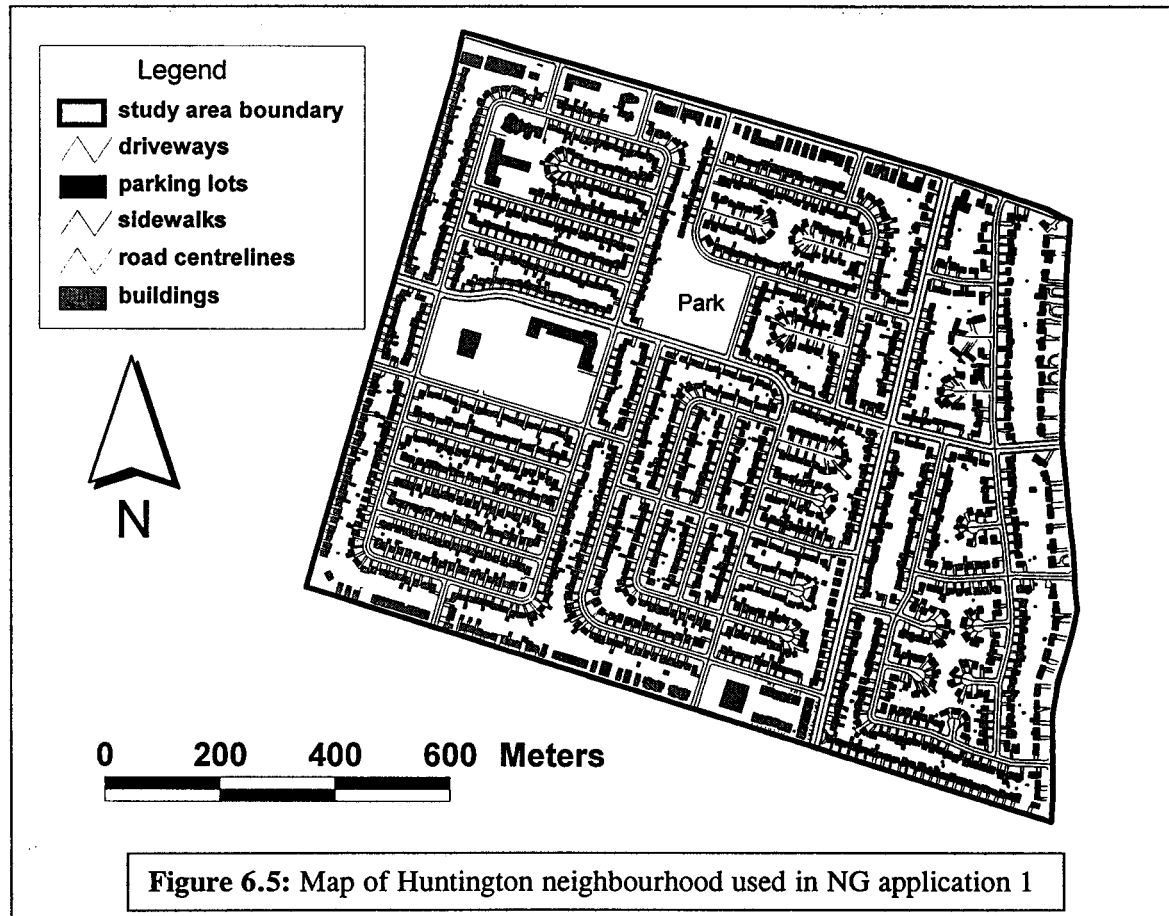 Legend
study area boundary
driveways
parking lots
sidewalks
road centrelines
buildings
Park
N
0 200 400 600 Meters
Figure 6.5: Map of Huntington neighbourhood used in NG application 1